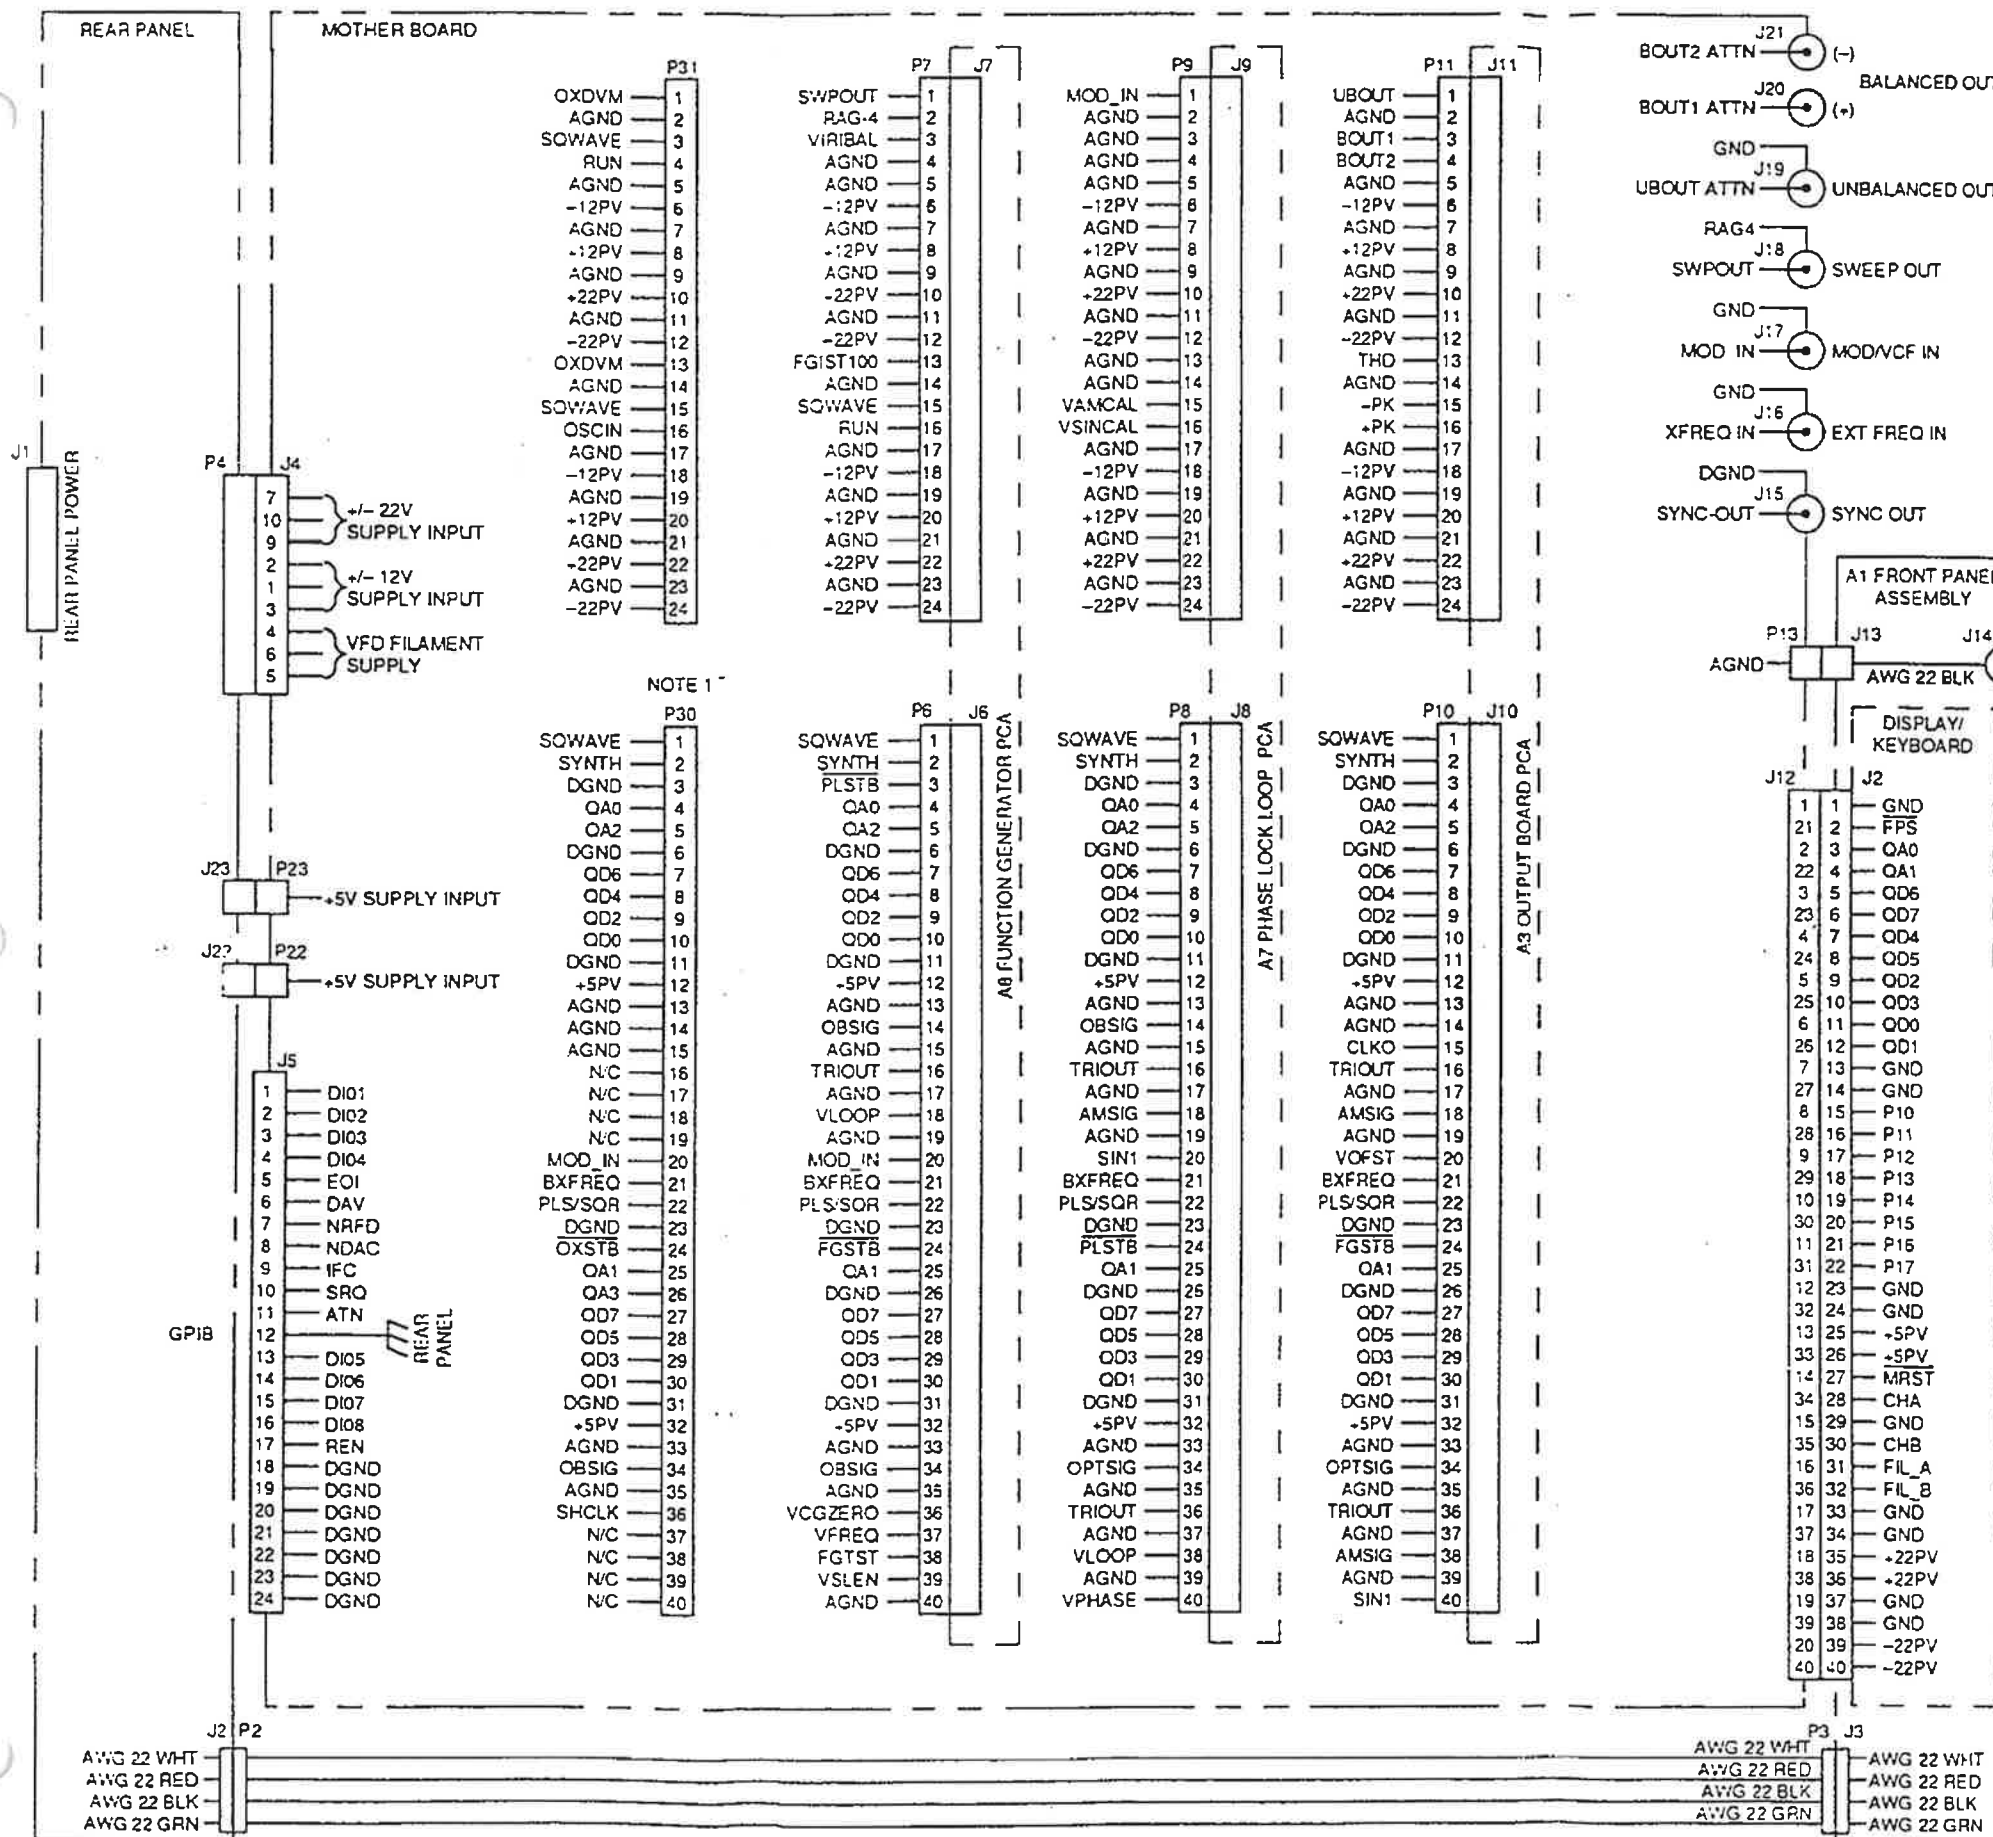 REAR PANEL
MOTHER BOARD
J1
REAR PANEL POWER
P4 J4
7
10
9
+/- 22V
SUPPLY INPUT
2
1
3
+/- 12V
SUPPLY INPUT
4
6
5
VFD FILAMENT
SUPPLY
J23 P23
+5V SUPPLY INPUT
P22
+5V SUPPLY INPUT
J5
GPIB
1 DI01
2 DI02
3 DI03
4 DI04
5 EOI
6 DAV
7 NRFD
8 NDAC
9 IFC
10 SRQ
11 ATN
12 REAR PANEL
13 DI05
14 DI06
15 DI07
16 DI08
17 REN
18 DGND
19 DGND
20 DGND
21 DGND
22 DGND
23 DGND
24 DGND
P31
OXDVM 1
AGND 2
SQWAVE 3
RUN 4
AGND 5
-12PV 6
AGND 7
+12PV 8
AGND 9
+22PV 10
AGND 11
-22PV 12
OXDVM 13
AGND 14
SQWAVE 15
OSCIN 16
AGND 17
-12PV 18
AGND 19
+12PV 20
AGND 21
+22PV 22
AGND 23
-22PV 24
P7 J7
SWPOUT 1
RAG-4 2
VIRIBAL 3
AGND 4
AGND 5
-12PV 6
AGND 7
+12PV 8
AGND 9
-22PV 10
AGND 11
-22PV 12
FGIST100 13
AGND 14
SQWAVE 15
RUN 16
AGND 17
-12PV 18
AGND 19
+12PV 20
AGND 21
+22PV 22
AGND 23
-22PV 24
P9 J9
MOD_IN 1
AGND 2
AGND 3
AGND 4
AGND 5
-12PV 6
AGND 7
+12PV 8
AGND 9
+22PV 10
AGND 11
-22PV 12
AGND 13
AGND 14
VAMCAL 15
VSINCAL 16
AGND 17
-12PV 18
AGND 19
+12PV 20
AGND 21
+22PV 22
AGND 23
-22PV 24
P11 J11
UBOUT 1
AGND 2
BOUT1 3
BOUT2 4
AGND 5
-12PV 6
AGND 7
+12PV 8
AGND 9
+22PV 10
AGND 11
-22PV 12
THD 13
AGND 14
-PK 15
+PK 16
AGND 17
-12PV 18
AGND 19
+12PV 20
AGND 21
+22PV 22
AGND 23
-22PV 24
NOTE 1
P30
SQWAVE 1
SYNTH 2
DGND 3
QA0 4
QA2 5
DGND 6
QD6 7
QD4 8
QD2 9
QD0 10
DGND 11
+5PV 12
AGND 13
AGND 14
AGND 15
N/C 16
N/C 17
N/C 18
N/C 19
MOD_IN 20
BXFREQ 21
PLS/SQR 22
DGND 23
OXSTB 24
QA1 25
QA3 26
QD7 27
QD5 28
QD3 29
QD1 30
DGND 31
+5PV 32
AGND 33
OBSIG 34
AGND 35
SHCLK 36
N/C 37
N/C 38
N/C 39
N/C 40
P6 J6
SQWAVE 1
SYNTH 2
PLSTB 3
QA0 4
QA2 5
DGND 6
QD6 7
QD4 8
QD2 9
QD0 10
DGND 11
+5PV 12
AGND 13
OBSIG 14
AGND 15
TRIOUT 16
AGND 17
VLOOP 18
AGND 19
MOD_IN 20
BXFREQ 21
PLS/SQR 22
DGND 23
FGSTB 24
QA1 25
DGND 26
QD7 27
QD5 28
QD3 29
QD1 30
DGND 31
+5PV 32
AGND 33
OBSIG 34
AGND 35
VCGZERO 36
VFREQ 37
FGTST 38
VSLEN 39
AGND 40
A8 FUNCTION GENERATOR PCA
P8 J8
SQWAVE 1
SYNTH 2
DGND 3
QA0 4
QA2 5
DGND 6
QD6 7
QD4 8
QD2 9
QD0 10
DGND 11
+5PV 12
AGND 13
OBSIG 14
AGND 15
TRIOUT 16
AGND 17
AMSIG 18
AGND 19
SIN1 20
BXFREQ 21
PLS/SQR 22
DGND 23
PLSTB 24
QA1 25
DGND 26
QD7 27
QD5 28
QD3 29
QD1 30
DGND 31
+5PV 32
AGND 33
OPTSIG 34
AGND 35
TRIOUT 36
AGND 37
VLOOP 38
AGND 39
VPHASE 40
A7 PHASE LOCK LOOP PCA
P10 J10
SQWAVE 1
SYNTH 2
DGND 3
QA0 4
QA2 5
DGND 6
QD6 7
QD4 8
QD2 9
QD0 10
DGND 11
+5PV 12
AGND 13
AGND 14
CLKO 15
TRIOUT 16
AGND 17
AMSIG 18
AGND 19
VOFST 20
BXFREQ 21
PLS/SQR 22
DGND 23
FGSTB 24
QA1 25
DGND 26
QD7 27
QD5 28
QD3 29
QD1 30
DGND 31
+5PV 32
AGND 33
OPTSIG 34
AGND 35
TRIOUT 36
AGND 37
AMSIG 38
AGND 39
SIN1 40
A3 OUTPUT BOARD PCA
J21
BOUT2 ATTN (-)
BALANCED OUT
J20
BOUT1 ATTN (+)
GND
J19
UBOUT ATTN UNBALANCED OUT
RAG4
J18
SWPOUT SWEEP OUT
GND
J17
MOD IN MOD/VCF IN
GND
J16
XFREQ IN EXT FREQ IN
DGND
J15
SYNC-OUT SYNC OUT
A1 FRONT PANEL
ASSEMBLY
P13 J13 J14
AGND
AWG 22 BLK
DISPLAY/
KEYBOARD
J12 J2
1 1 GND
21 2 FPS
2 3 QA0
22 4 QA1
3 5 QD6
23 6 QD7
4 7 QD4
24 8 QD5
5 9 QD2
25 10 QD3
6 11 QD0
26 12 QD1
7 13 GND
27 14 GND
8 15 P10
28 16 P11
9 17 P12
29 18 P13
10 19 P14
30 20 P15
11 21 P16
31 22 P17
12 23 GND
32 24 GND
13 25 +5PV
33 26 +5PV
14 27 MRST
34 28 CHA
15 29 GND
35 30 CHB
16 31 FIL_A
36 32 FIL_B
17 33 GND
37 34 GND
18 35 +22PV
38 36 +22PV
19 37 GND
39 38 GND
20 39 -22PV
40 40 -22PV
J2 P2
AWG 22 WHT
AWG 22 RED
AWG 22 BLK
AWG 22 GRN
P3 J3
AWG 22 WHT AWG 22 WHT
AWG 22 RED AWG 22 RED
AWG 22 BLK AWG 22 BLK
AWG 22 GRN AWG 22 GRN